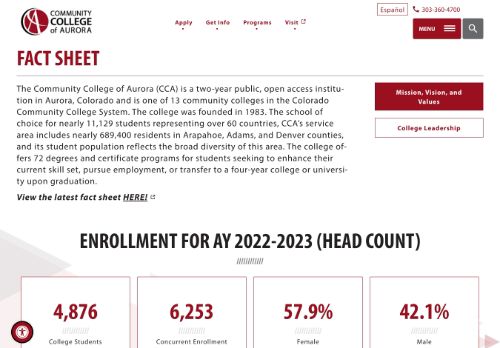 COMMUNITY
COLLEGE
of AURORA
Español
303-360-4700
Apply Get Info Programs Visit
MENU
FACT SHEET
The Community College of Aurora (CCA) is a two-year public, open access institu-
tion in Aurora, Colorado and is one of 13 community colleges in the Colorado
Community College System. The college was founded in 1983. The school of
choice for nearly 11,129 students representing over 60 countries, CCA's service
area includes nearly 689,400 residents in Arapahoe, Adams, and Denver counties,
and its student population reflects the broad diversity of this area. The college of-
fers 72 degrees and certificate programs for students seeking to enhance their
current skill set, pursue employment, or transfer to a four-year college or universi-
ty upon graduation.
View the latest fact sheet HERE!
Mission, Vision, and
Values
College Leadership
ENROLLMENT FOR AY 2022-2023 (HEAD COUNT)
4,876 6,253 57.9% 42.1%
College Students Concurrent Enrollment Female Male